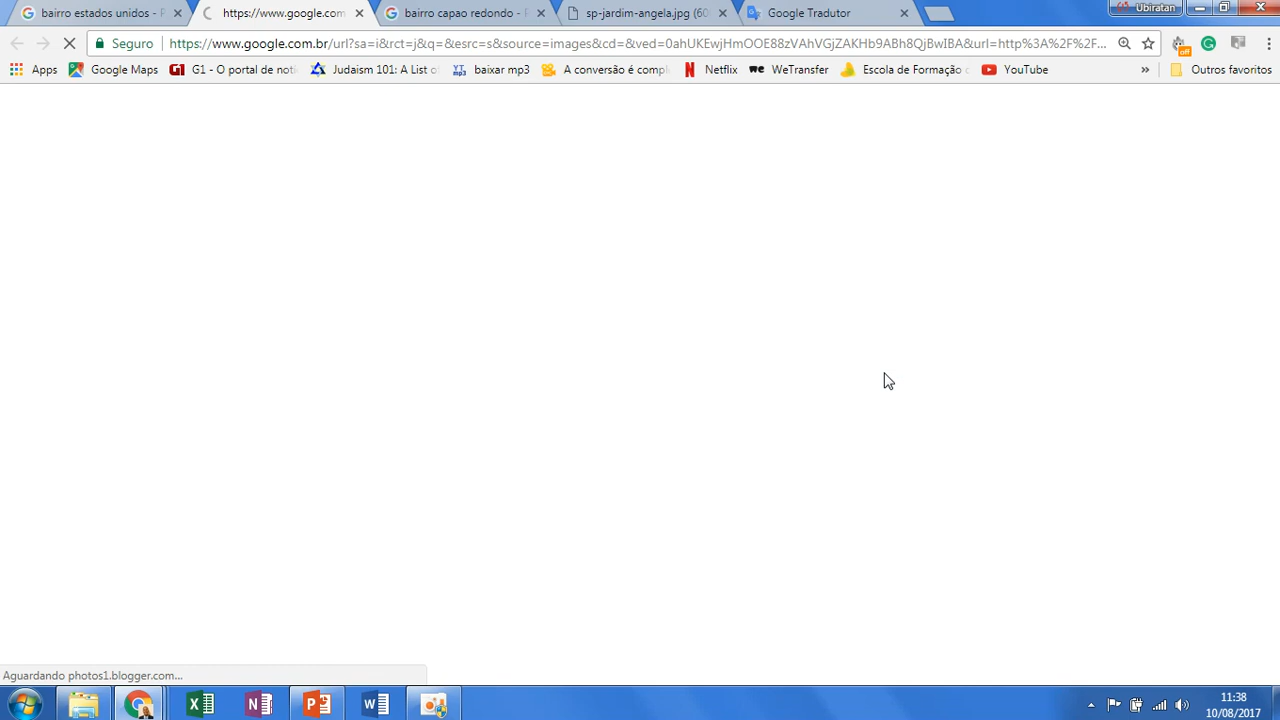 bairro estados unidos - P
https://www.google.com
bairro capao redondo - P
sp-jardim-angela.jpg (60
Google Tradutor
Ubiratan
Seguro
https://www.google.com.br/url?sa=i&rct=j&q=&esrc=s&source=images&cd=&ved=0ahUKEwjHmOOE88zVAhVGjZAKHb9ABh8QjBwIBA&url=http%3A%2F%2F...
off
Apps
Google Maps
G1 - O portal de noti
Judaism 101: A List o
baixar mp3
A conversão é compl
Netflix
WeTransfer
Escola de Formação
YouTube
»
Outros favoritos
Aguardando photos1.blogger.com...
11:38
10/08/2017